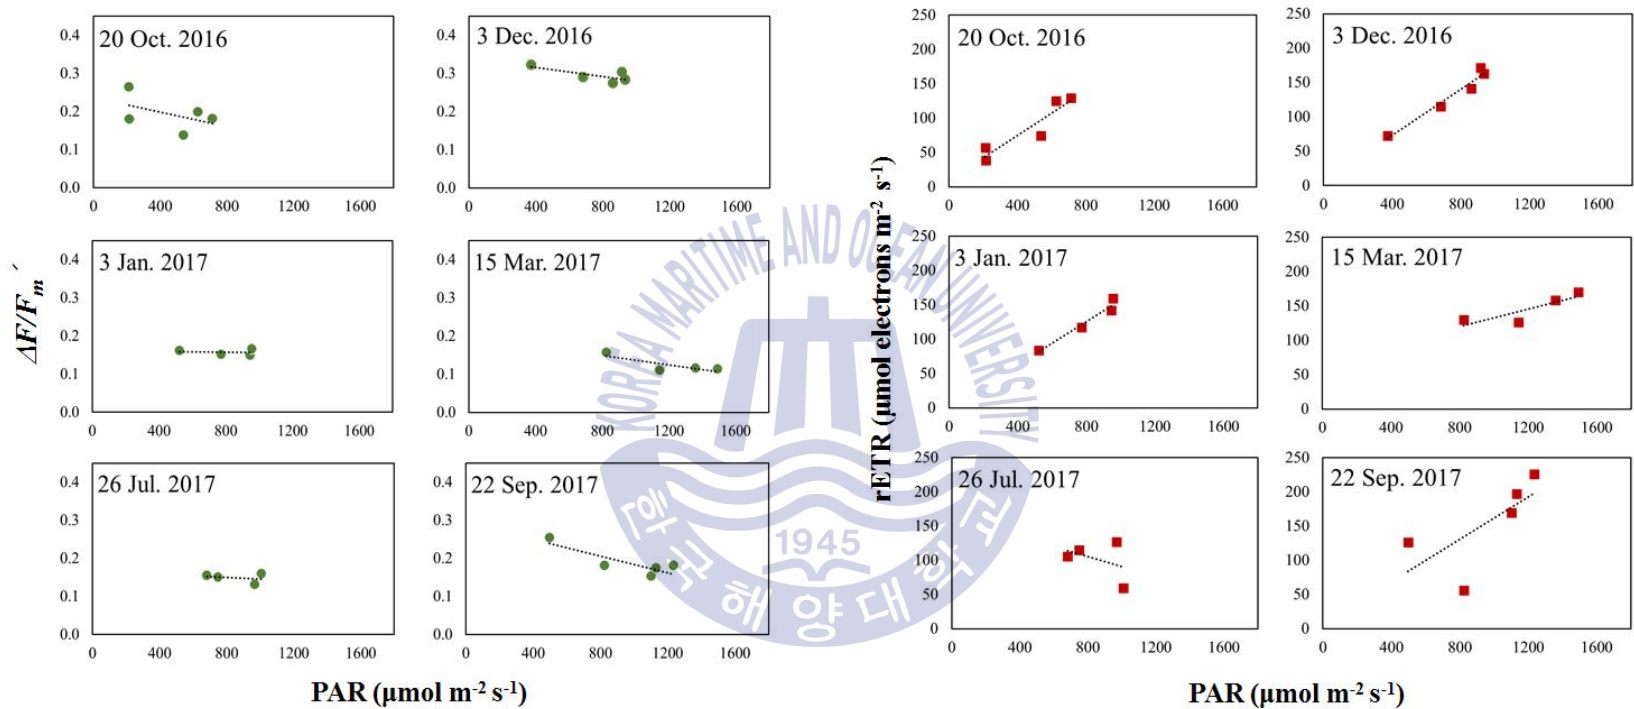 ΔF/Fm´
0.4
0.3
0.2
0.1
0.0
20 Oct. 2016
0 400 800 1200 1600
0.4
0.3
0.2
0.1
0.0
3 Dec. 2016
0 400 800 1200 1600
0.4
0.3
0.2
0.1
0.0
3 Jan. 2017
0 400 800 1200 1600
0.4
0.3
0.2
0.1
0.0
15 Mar. 2017
0 400 800 1200 1600
0.4
0.3
0.2
0.1
0.0
26 Jul. 2017
0 400 800 1200 1600
0.4
0.3
0.2
0.1
0.0
22 Sep. 2017
0 400 800 1200 1600
PAR (µmol m-2 s-1)
rETR (µmol electrons m-2 s-1)
250
200
150
100
50
0
20 Oct. 2016
0 400 800 1200 1600
250
200
150
100
50
0
3 Dec. 2016
0 400 800 1200 1600
250
200
150
100
50
0
3 Jan. 2017
0 400 800 1200 1600
250
200
150
100
50
0
15 Mar. 2017
0 400 800 1200 1600
250
200
150
100
50
0
26 Jul. 2017
0 400 800 1200 1600
250
200
150
100
50
0
22 Sep. 2017
0 400 800 1200 1600
PAR (µmol m-2 s-1)
KOREA MARITIME AND OCEAN UNIVERSITY
1945
한국해양대학교